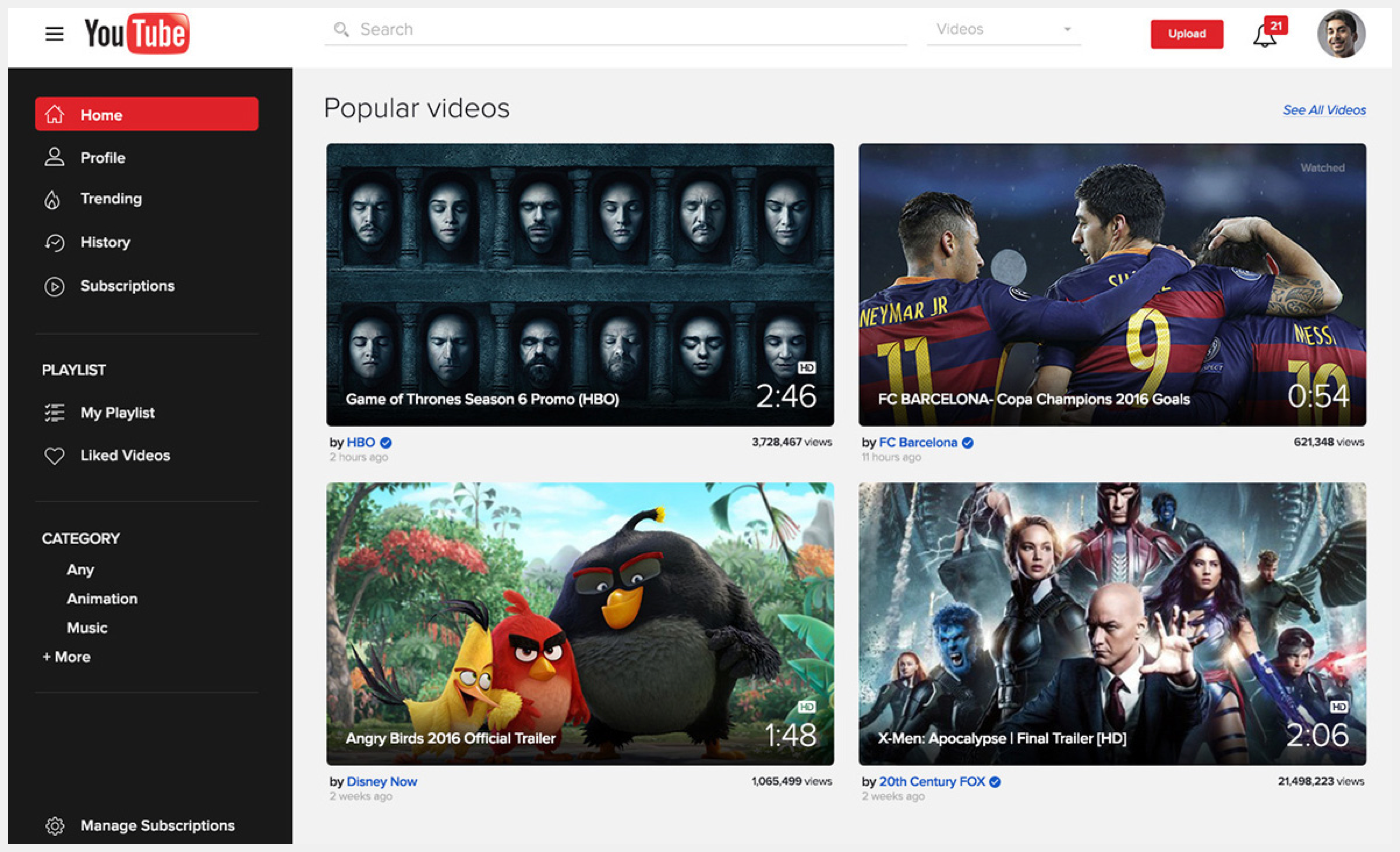 YouTube
Search
Videos
Upload
21
Home
Profile
Trending
History
Subscriptions
PLAYLIST
My Playlist
Liked Videos
CATEGORY
Any
Animation
Music
+ More
Manage Subscriptions
Popular videos
See All Videos
HD
Game of Thrones Season 6 Promo (HBO)
2:46
by HBO
3,728,467 views
2 hours ago
Watched
NEYMAR JR
11
9
10
FC BARCELONA- Copa Champions 2016 Goals
0:54
by FC Barcelona
621,348 views
11 hours ago
HD
Angry Birds 2016 Official Trailer
1:48
by Disney Now
1,065,499 views
2 weeks ago
HD
X-Men: Apocalypse | Final Trailer [HD]
2:06
by 20th Century FOX
21,498,223 views
2 weeks ago